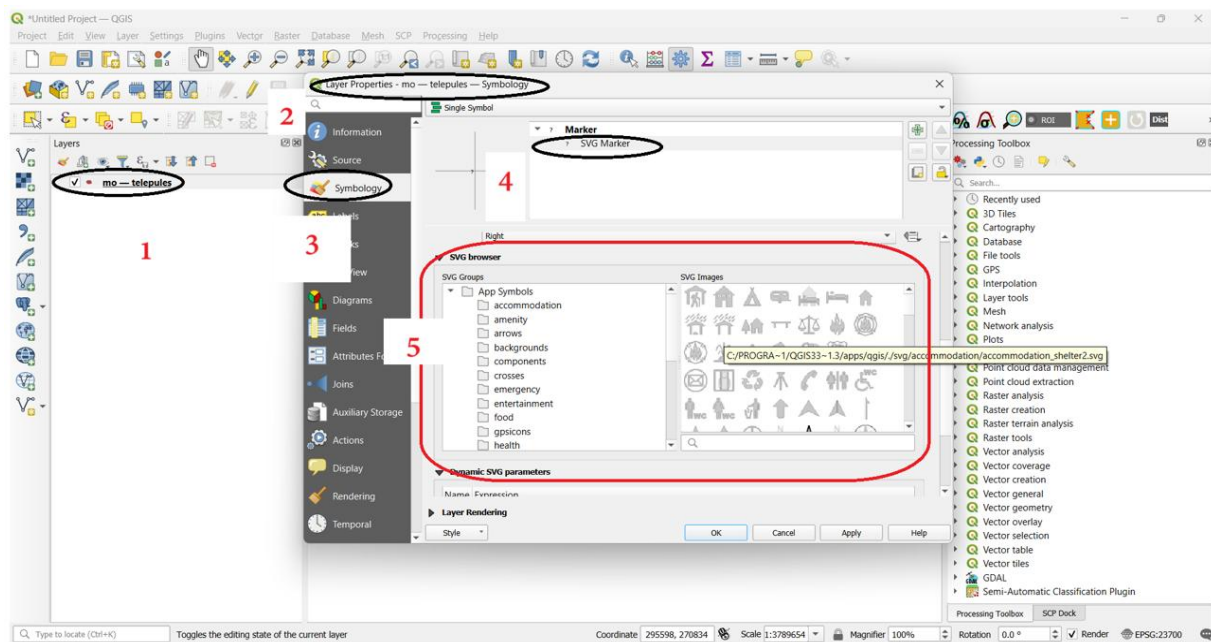 *Untitled Project — QGIS
Project Edit View Layer Settings Plugins Vector Raster Database Mesh SCP Processing Help
ROI
Dist
Layers
mo — telepules
1
Layer Properties - mo — telepules — Symbology
2
Single Symbol
Information
Source
Symbology
3
Labels
View
Diagrams
Fields
5
Joins
Auxiliary Storage
Actions
Display
Rendering
Temporal
Marker
SVG Marker
4
Right
SVG browser
SVG Groups
App Symbols
accommodation
amenity
arrows
backgrounds
components
crosses
emergency
entertainment
food
gpsicons
health
SVG Images
C:/PROGRA~1/QGIS33~1.3/apps/qgis/./svg/accommodation/accommodation_shelter2.svg
Dynamic SVG parameters
Name Expression
Layer Rendering
Style
OK
Cancel
Apply
Help
Processing Toolbox
Search...
Recently used
3D Tiles
Cartography
Database
File tools
GPS
Interpolation
Layer tools
Mesh
Network analysis
Plots
Point cloud data management
Point cloud extraction
Raster analysis
Raster creation
Raster terrain analysis
Raster tools
Vector analysis
Vector coverage
Vector creation
Vector general
Vector geometry
Vector overlay
Vector selection
Vector table
Vector tiles
GDAL
Semi-Automatic Classification Plugin
Processing Toolbox SCP Dock
Type to locate (Ctrl+K) Toggles the editing state of the current layer Coordinate 295598, 270834 Scale 1:3789654 Magnifier 100% Rotation 0.0 ° Render EPSG:23700